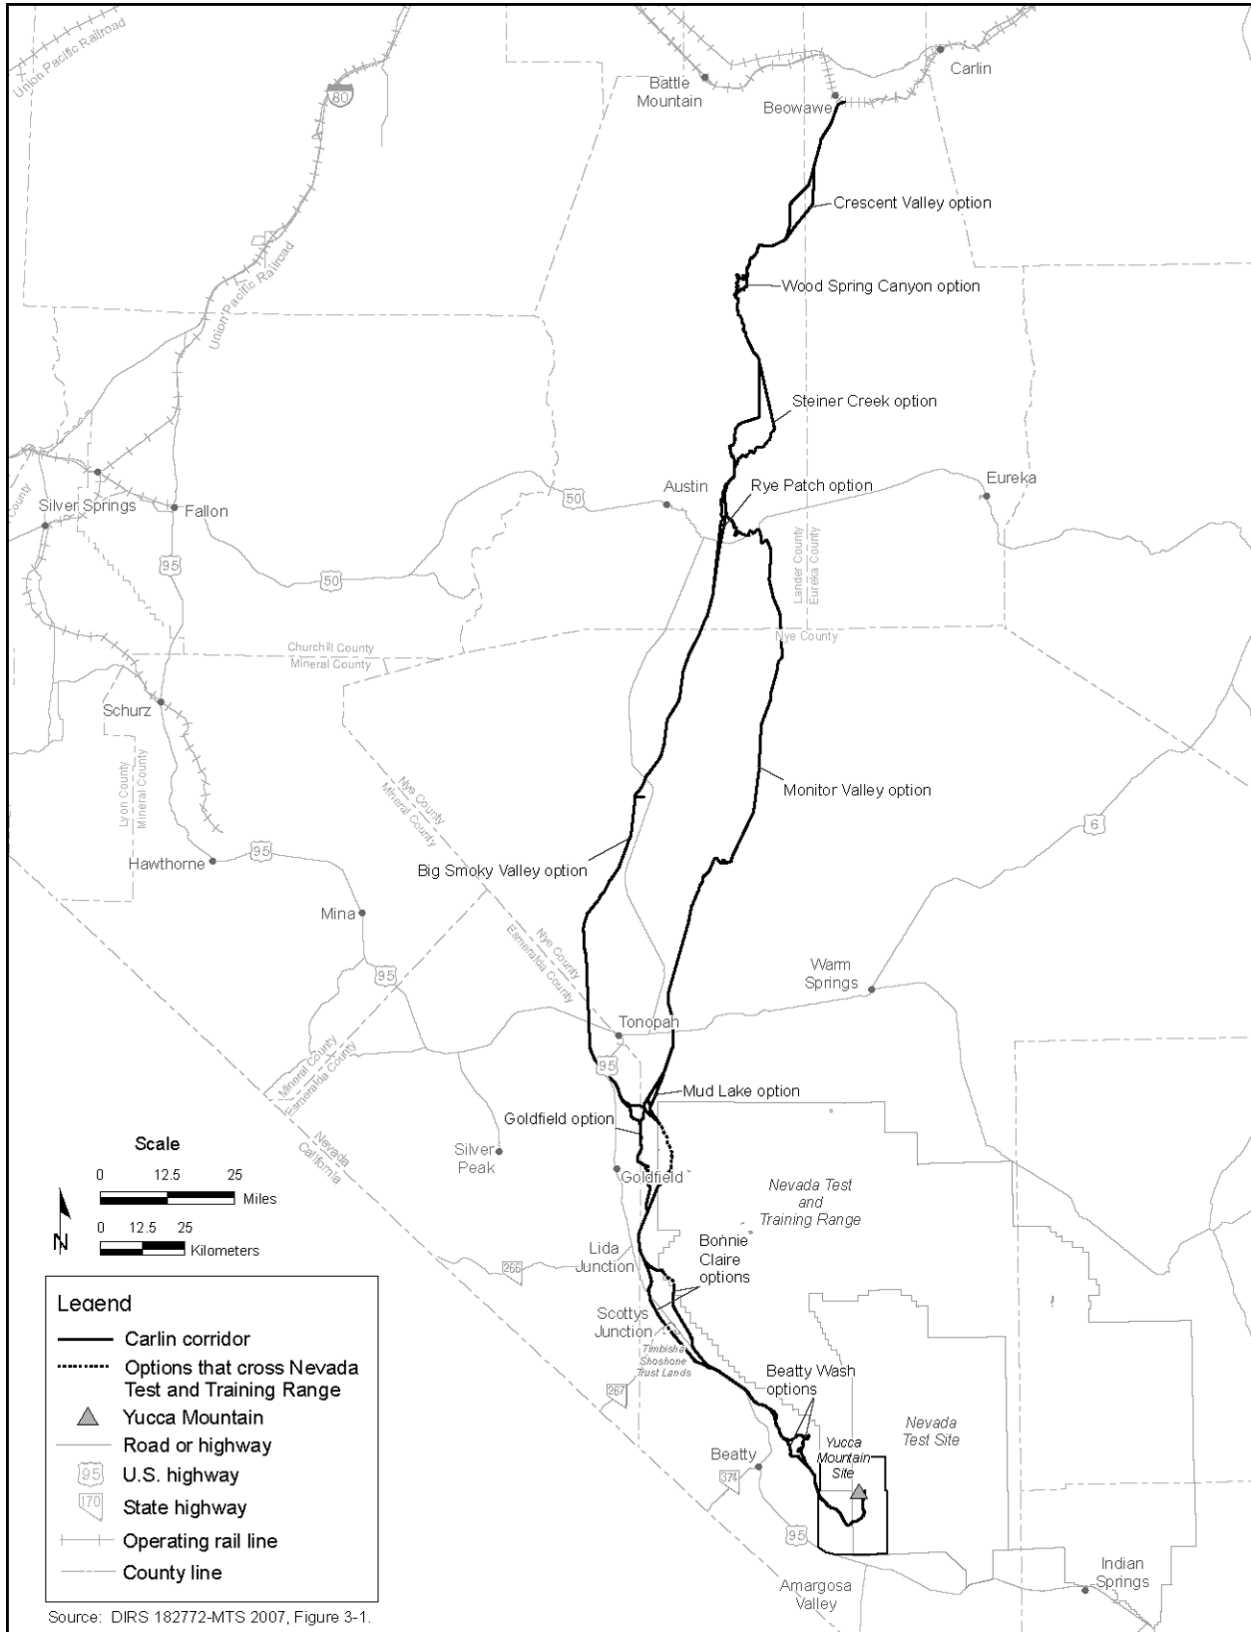 Union Pacific Railroad
80
Battle
Mountain
Carlin
Beowawe
Crescent Valley option
Union Pacific Railroad
Wood Spring Canyon option
Steiner Creek option
County
Silver Springs
Fallon
50
Austin
Rye Patch option
Eureka
95
50
Lander County
Eureka County
Churchill County
Mineral County
Nye County
Schurz
Lyon County
Mineral County
Nye County
Mineral County
Monitor Valley option
6
Hawthorne
95
Big Smoky Valley option
Mina
95
Nye County
Esmeralda County
Warm
Springs
Tonopah
Mineral County
Esmeralda County
95
Mud Lake option
Goldfield option
Nevada
California
Silver
Peak
Goldfield
Nevada Test
and
Training Range
Scale
0 12.5 25
Miles
0 12.5 25
Kilometers
N
Lida
Junction
266
Bonnie
Claire
options
Scottys
Junction
Timbisha
Shoshone
Trust Lands
267
Beatty Wash
options
Beatty
374
Yucca
Mountain
Site
Nevada
Test Site
95
Amargosa
Valley
Indian
Springs
Legend
Carlin corridor
Options that cross Nevada
Test and Training Range
Yucca Mountain
Road or highway
95 U.S. highway
170 State highway
Operating rail line
County line
Source: DIRS 182772-MTS 2007, Figure 3-1.